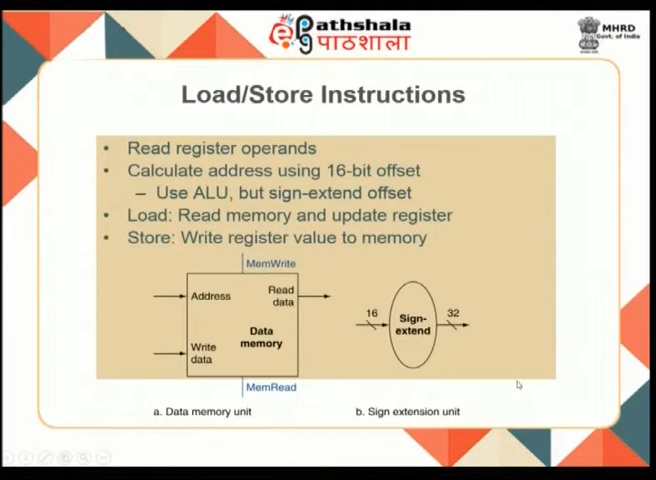 Pathshala
पाठशाला
MHRD
Govt. of India
Load/Store Instructions
• Read register operands
• Calculate address using 16-bit offset
– Use ALU, but sign-extend offset
• Load: Read memory and update register
• Store: Write register value to memory
MemWrite
Address
Read
data
Data
memory
Write
data
MemRead
16
Sign-
extend
32
a. Data memory unit
b. Sign extension unit